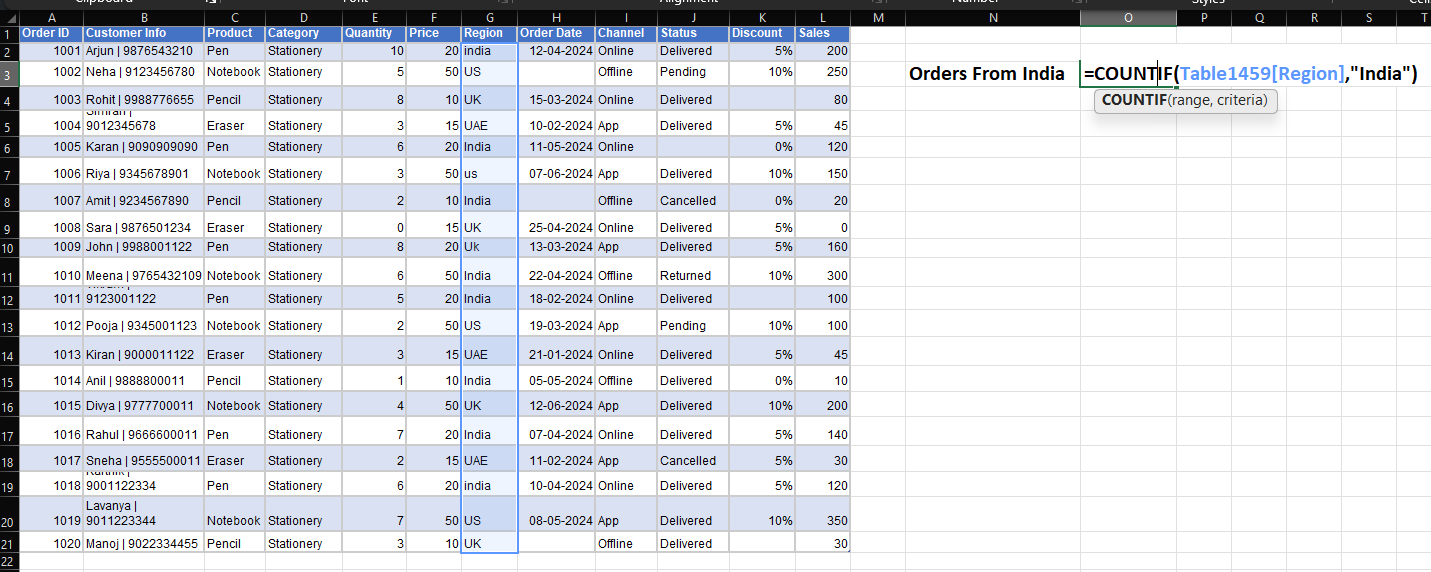 Clipboard Font Alignment Number Styles
A B C D E F G H I J K L M N O P Q R S T
1 Order ID Customer Info Product Category Quantity Price Region Order Date Channel Status Discount Sales
2 1001 Arjun | 9876543210 Pen Stationery 10 20 india 12-04-2024 Online Delivered 5% 200
3 1002 Neha | 9123456780 Notebook Stationery 5 50 US Offline Pending 10% 250 Orders From India =COUNTIF(Table1459[Region],"India")
COUNTIF(range, criteria)
4 1003 Rohit | 9988776655 Pencil Stationery 8 10 UK 15-03-2024 Online Delivered 80
5 1004 Simran | 9012345678 Eraser Stationery 3 15 UAE 10-02-2024 App Delivered 5% 45
6 1005 Karan | 9090909090 Pen Stationery 6 20 India 11-05-2024 Online 0% 120
7 1006 Riya | 9345678901 Notebook Stationery 3 50 us 07-06-2024 App Delivered 10% 150
8 1007 Amit | 9234567890 Pencil Stationery 2 10 India Offline Cancelled 0% 20
9 1008 Sara | 9876501234 Eraser Stationery 0 15 UK 25-04-2024 Online Delivered 5% 0
10 1009 John | 9988001122 Pen Stationery 8 20 Uk 13-03-2024 App Delivered 5% 160
11 1010 Meena | 9765432109 Notebook Stationery 6 50 India 22-04-2024 Offline Returned 10% 300
12 1011 9123001122 Pen Stationery 5 20 India 18-02-2024 Online Delivered 100
13 1012 Pooja | 9345001123 Notebook Stationery 2 50 US 19-03-2024 App Pending 10% 100
14 1013 Kiran | 9000011122 Eraser Stationery 3 15 UAE 21-01-2024 Online Delivered 5% 45
15 1014 Anil | 9888800011 Pencil Stationery 1 10 India 05-05-2024 Offline Delivered 0% 10
16 1015 Divya | 9777700011 Notebook Stationery 4 50 UK 12-06-2024 App Delivered 10% 200
17 1016 Rahul | 9666600011 Pen Stationery 7 20 India 07-04-2024 Online Delivered 5% 140
18 1017 Sneha | 9555500011 Eraser Stationery 2 15 UAE 11-02-2024 App Cancelled 5% 30
19 1018 9001122334 Pen Stationery 6 20 india 10-04-2024 Online Delivered 5% 120
20 1019 Lavanya | 9011223344 Notebook Stationery 7 50 US 08-05-2024 App Delivered 10% 350
21 1020 Manoj | 9022334455 Pencil Stationery 3 10 UK Offline Delivered 30
22